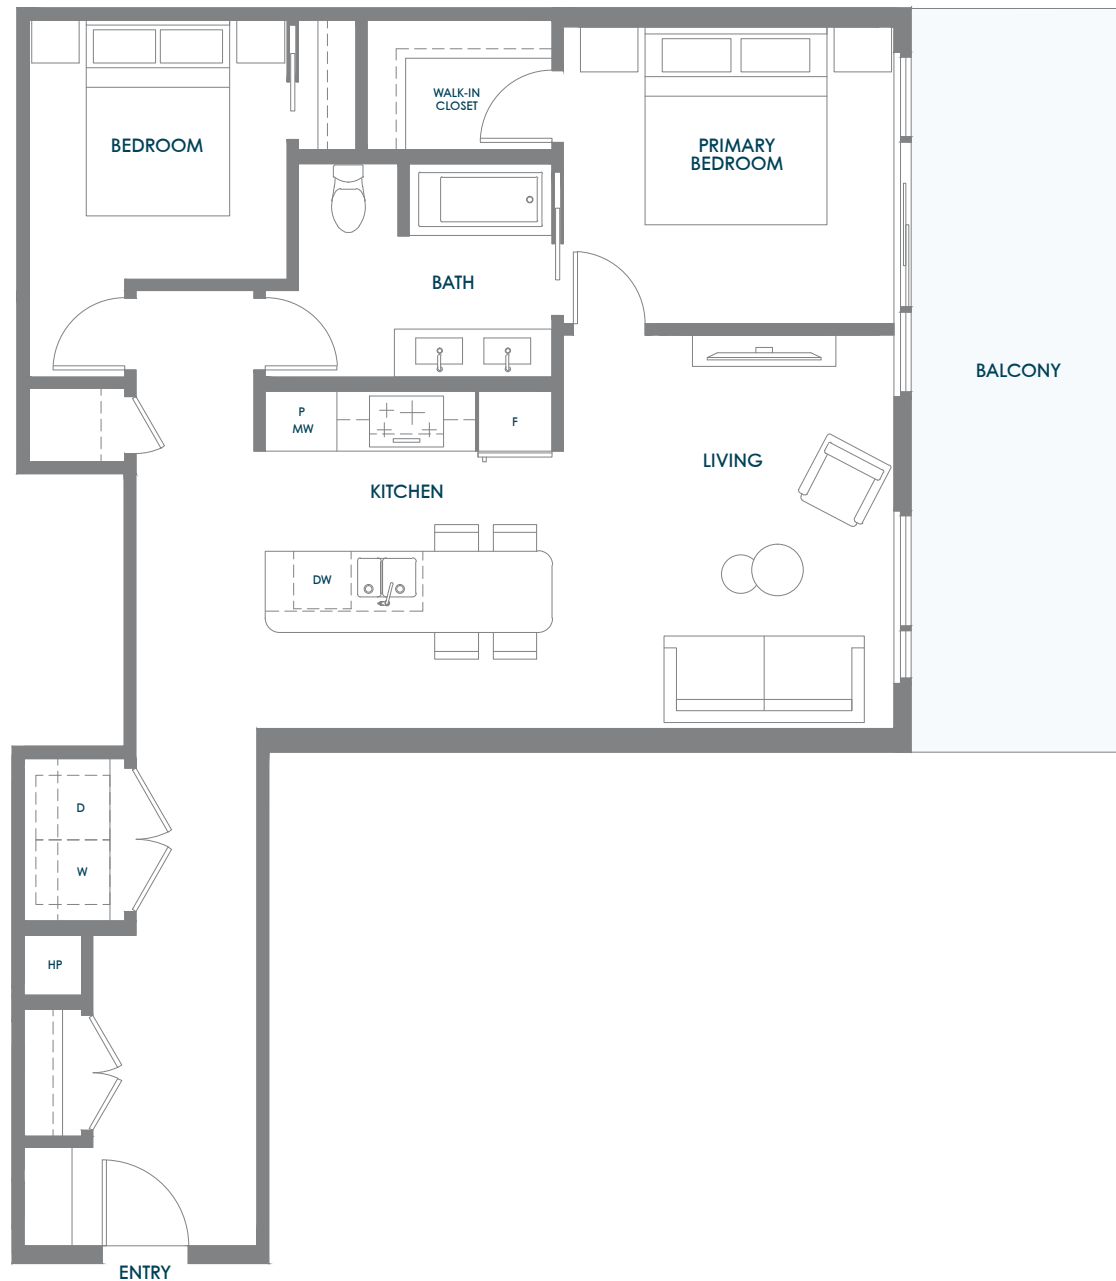 WALK-IN
CLOSET
BEDROOM
PRIMARY
BEDROOM
BATH
BALCONY
P
MW
F
LIVING
KITCHEN
DW
D
W
HP
ENTRY